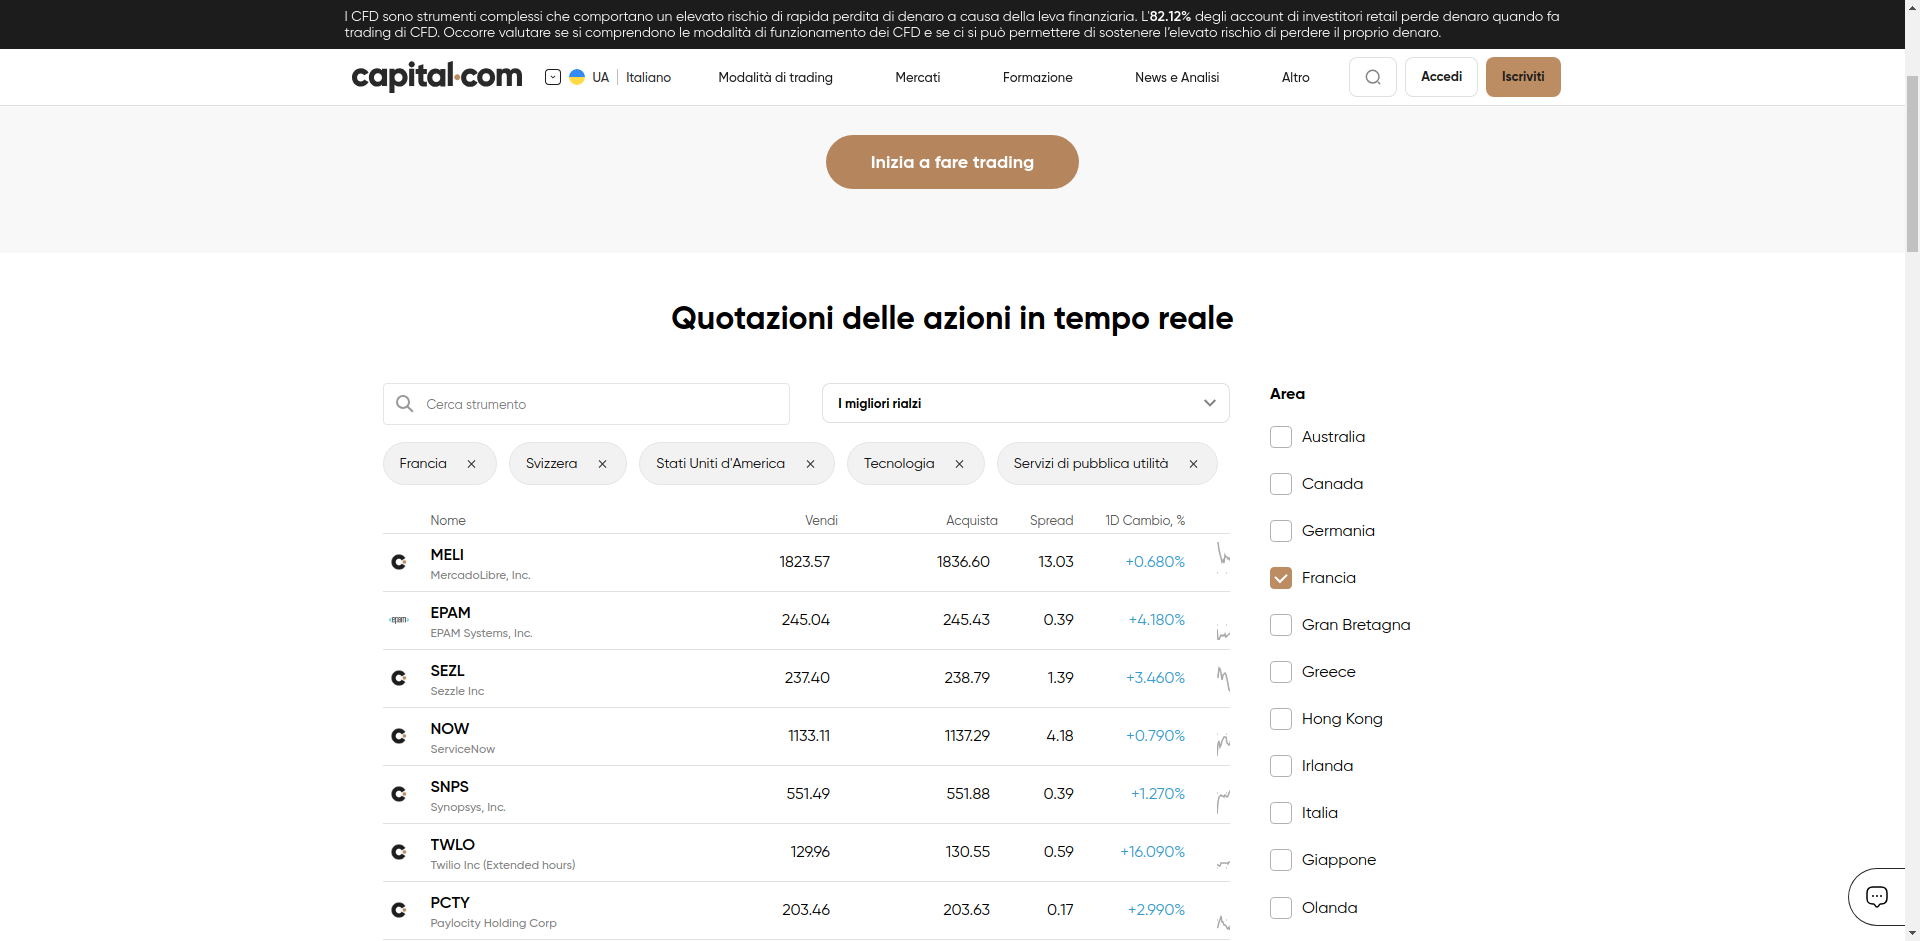 I CFD sono strumenti complessi che comportano un elevato rischio di rapida perdita di denaro a causa della leva finanziaria. L'82.12% degli account di investitori retail perde denaro quando fa
trading di CFD. Occorre valutare se si comprendono le modalità di funzionamento dei CFD e se ci si può permettere di sostenere l'elevato rischio di perdere il proprio denaro.
capital.com UA Italiano Modalità di trading Mercati Formazione News e Analisi Altro Accedi Iscriviti
Inizia a fare trading
Quotazioni delle azioni in tempo reale
Cerca strumento I migliori rialzi
Francia Svizzera Stati Uniti d'America Tecnologia Servizi di pubblica utilità
Nome Vendi Acquista Spread 1D Cambio, %
MELI 1823.57 1836.60 13.03 +0.680%
MercadoLibre, Inc.
epam EPAM 245.04 245.43 0.39 +4.180%
EPAM Systems, Inc.
SEZL 237.40 238.79 1.39 +3.460%
Sezzle Inc
NOW 1133.11 1137.29 4.18 +0.790%
ServiceNow
SNPS 551.49 551.88 0.39 +1.270%
Synopsys, Inc.
TWLO 129.96 130.55 0.59 +16.090%
Twilio Inc (Extended hours)
PCTY 203.46 203.63 0.17 +2.990%
Paylocity Holding Corp
Area
Australia
Canada
Germania
Francia
Gran Bretagna
Greece
Hong Kong
Irlanda
Italia
Giappone
Olanda